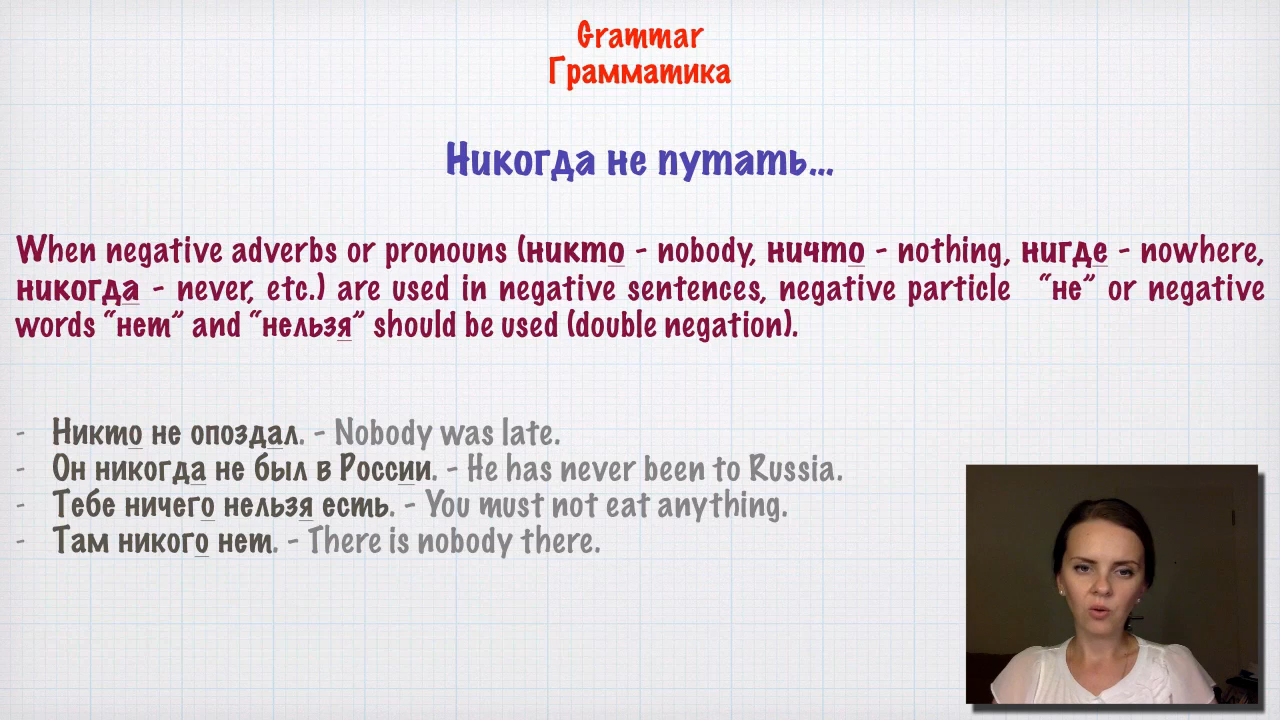 Grammar
Грамматика
Никогда не путать...
When negative adverbs or pronouns (никто - nobody, ничто - nothing, нигде - nowhere,
никогда - never, etc.) are used in negative sentences, negative particle “не” or negative
words “нет” and “нельзя” should be used (double negation).
- Никто не опоздал. - Nobody was late.
- Он никогда не был в России. - He has never been to Russia.
- Тебе ничего нельзя есть. - You must not eat anything.
- Там никого нет. - There is nobody there.